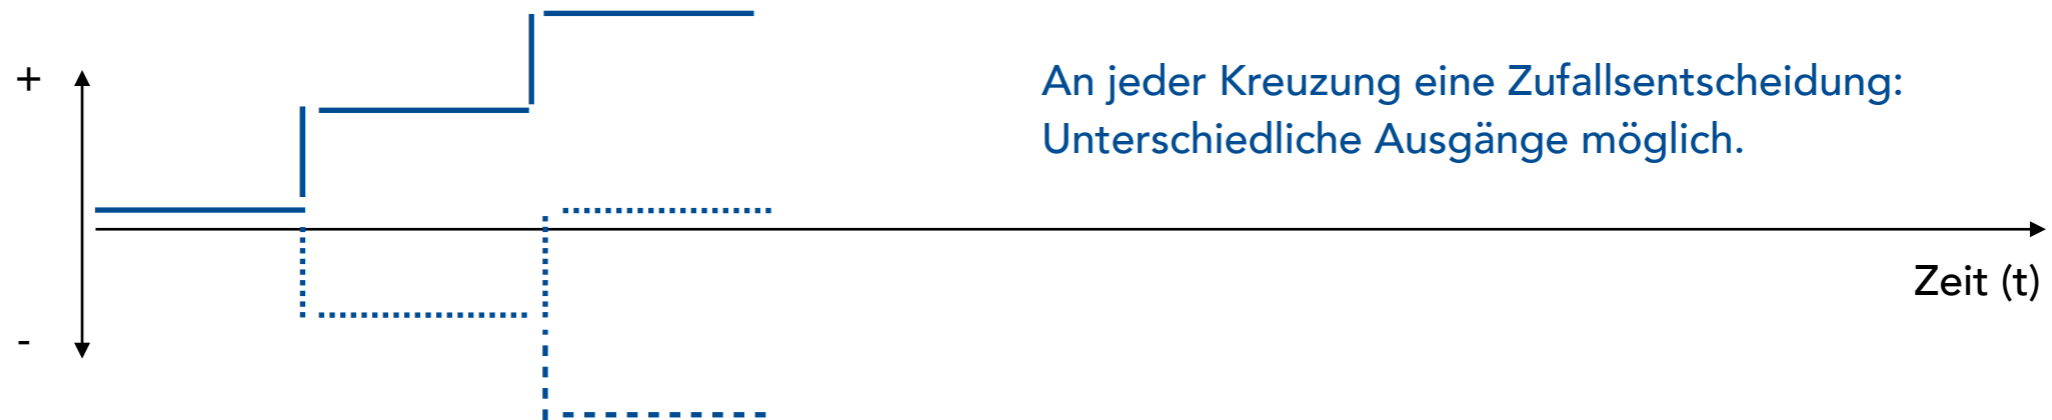 +
An jeder Kreuzung eine Zufallsentscheidung:
Unterschiedliche Ausgänge möglich.
Zeit (t)
-